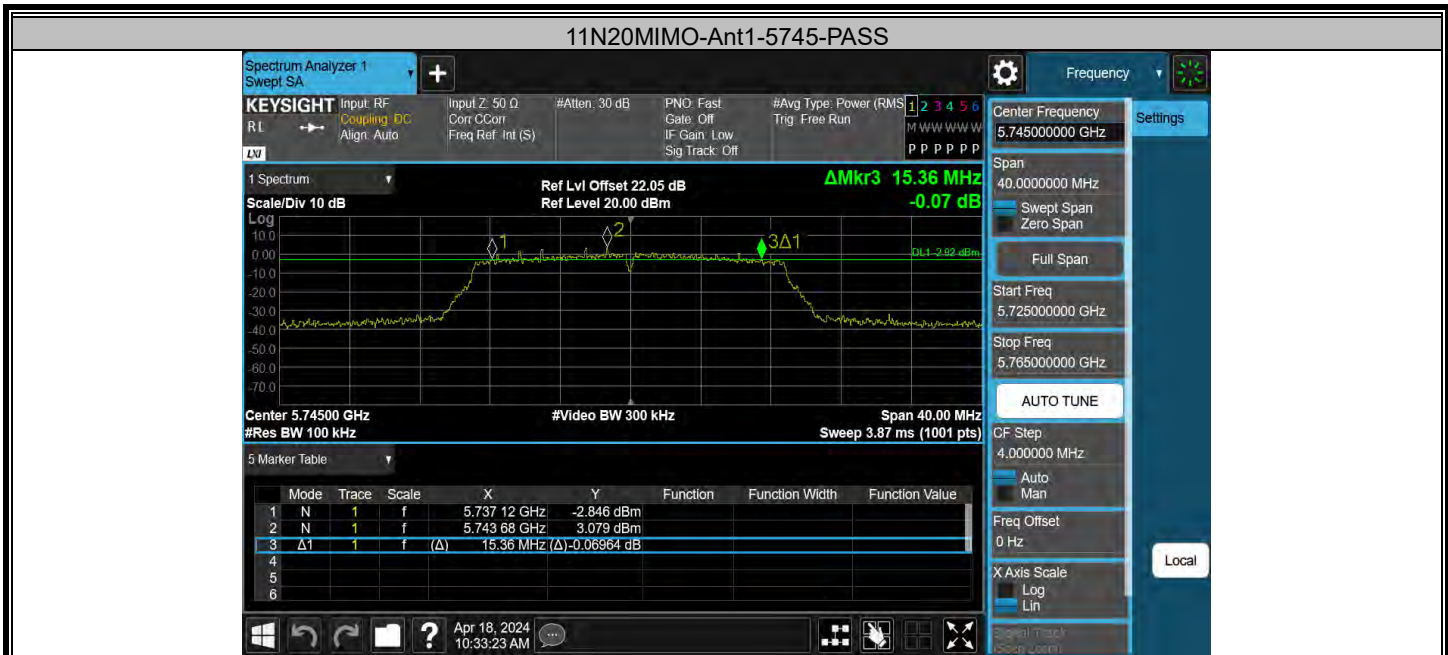 11N20MIMO-Ant1-5745-PASS
Spectrum Analyzer 1
Swept SA
Frequency
KEYSIGHT
RL
LXI
Input: RF
Coupling: DC
Align: Auto
Input Z: 50 Ω
Corr CCorr
Freq Ref: Int (S)
#Atten: 30 dB
PNO: Fast
Gate: Off
IF Gain: Low
Sig Track: Off
#Avg Type: Power (RMS
Trig: Free Run
1 2 3 4 5 6
M W W W W W
P P P P P P
1 Spectrum
Scale/Div 10 dB
Ref Lvl Offset 22.05 dB
Ref Level 20.00 dBm
ΔMkr3 15.36 MHz
-0.07 dB
Log
10.0
0.00
-10.0
-20.0
-30.0
-40.0
-50.0
-60.0
-70.0
1
2
3Δ1
DL1 -2.92 dBm
Center 5.74500 GHz
#Res BW 100 kHz
#Video BW 300 kHz
Span 40.00 MHz
Sweep 3.87 ms (1001 pts)
5 Marker Table
Mode Trace Scale X Y Function Function Width Function Value
1 N 1 f 5.737 12 GHz -2.846 dBm
2 N 1 f 5.743 68 GHz 3.079 dBm
3 Δ1 1 f (Δ) 15.36 MHz (Δ) -0.06964 dB
4
5
6
?
Apr 18, 2024
10:33:23 AM
Center Frequency
5.745000000 GHz
Settings
Span
40.0000000 MHz
Swept Span
Zero Span
Full Span
Start Freq
5.725000000 GHz
Stop Freq
5.765000000 GHz
AUTO TUNE
CF Step
4.000000 MHz
Auto
Man
Freq Offset
0 Hz
X Axis Scale
Log
Lin
Local